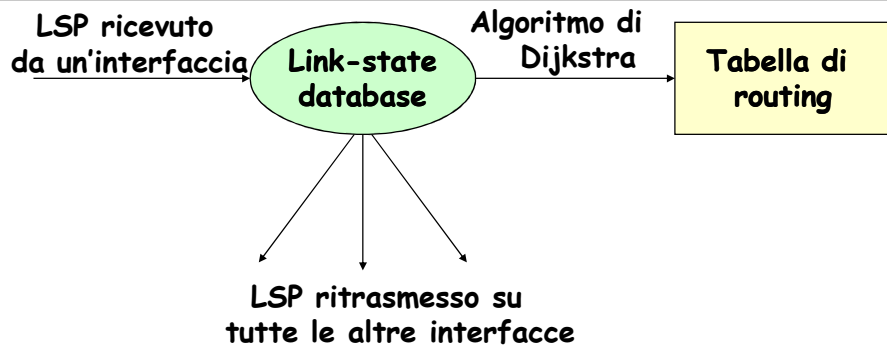 LSP ricevuto
da un'interfaccia
Link-state
database
Algoritmo di
Dijkstra
Tabella di
routing
LSP ritrasmesso su
tutte le altre interfacce